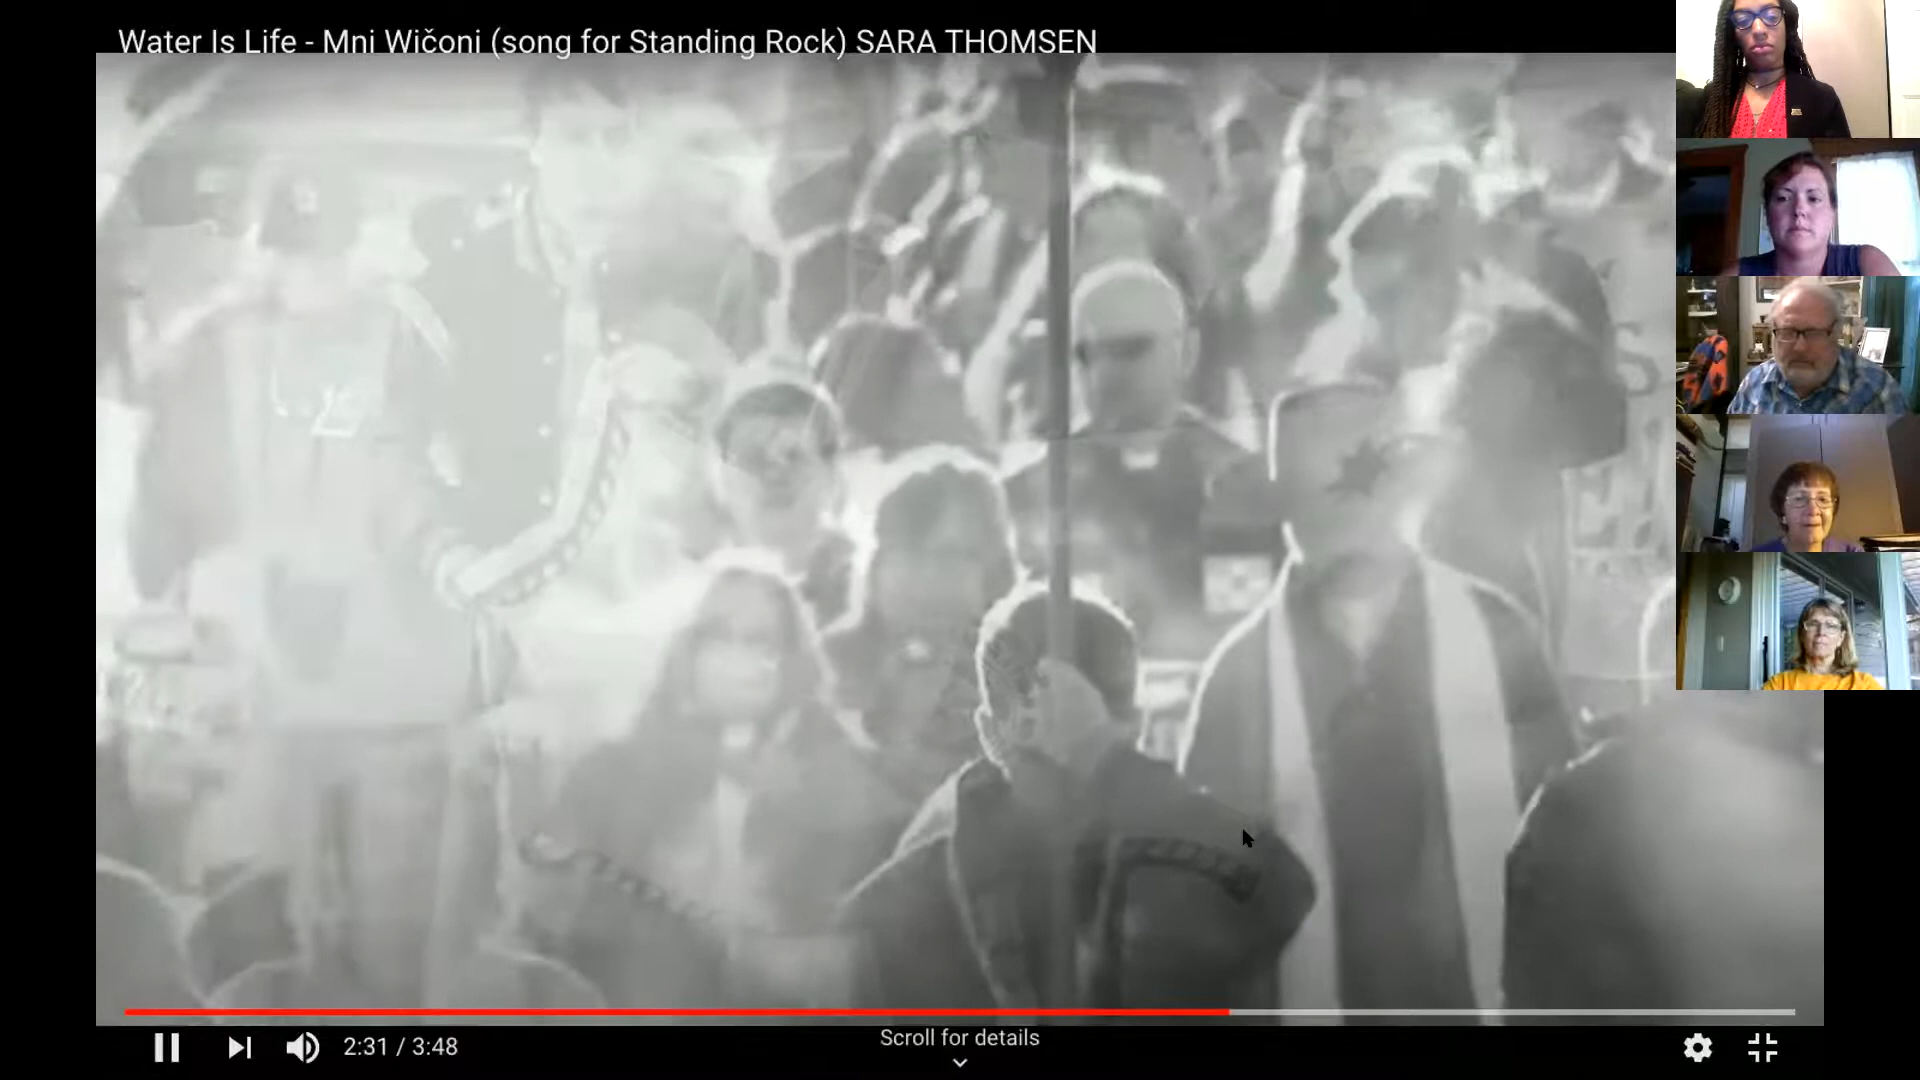 Water Is Life - Mni Wičoni (song for Standing Rock) SARA THOMSEN
2:31 / 3:48
Scroll for details